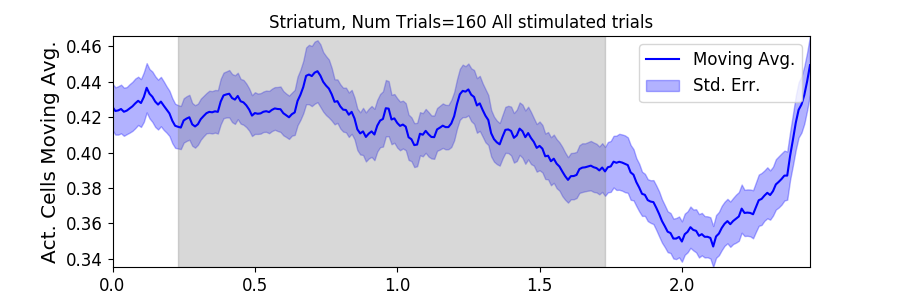 Striatum, Num Trials=160 All stimulated trials
Act. Cells Moving Avg.
0.46
0.44
0.42
0.40
0.38
0.36
0.34
Moving Avg.
Std. Err.
0.0 0.5 1.0 1.5 2.0